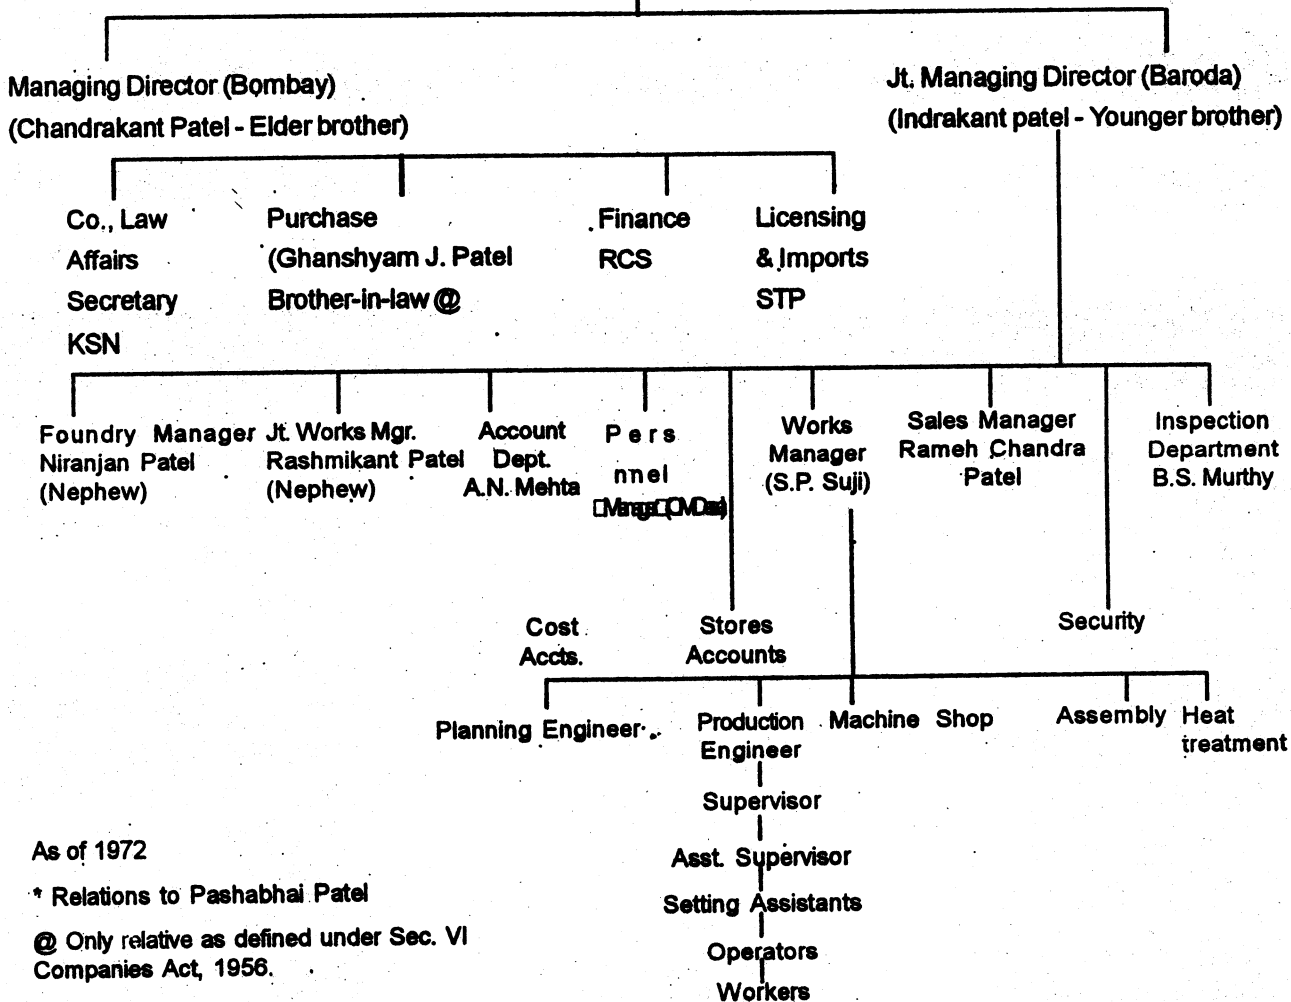 Managing Director (Bombay)
(Chandrakant Patel - Elder brother)
Jt. Managing Director (Baroda)
(Indrakant patel - Younger brother)
Co., Law
Affairs
Secretary
KSN
Purchase
(Ghanshyam J. Patel
Brother-in-law @
Finance
RCS
Licensing
& Imports
STP
Foundry Manager
Niranjan Patel
(Nephew)
Jt. Works Mgr.
Rashmikant Patel
(Nephew)
Account
Dept.
A.N. Mehta
Pers
nnel
Works
Manager
(S.P. Suji)
Sales Manager
Rameh Chandra
Patel
Inspection
Department
B.S. Murthy
Cost
Accts.
Stores
Accounts
Security
Planning Engineer
Production
Engineer
Machine Shop
Assembly
Heat
treatment
Supervisor
Asst. Supervisor
Setting Assistants
Operators
Workers
As of 1972
* Relations to Pashabhai Patel
@ Only relative as defined under Sec. VI
Companies Act, 1956.